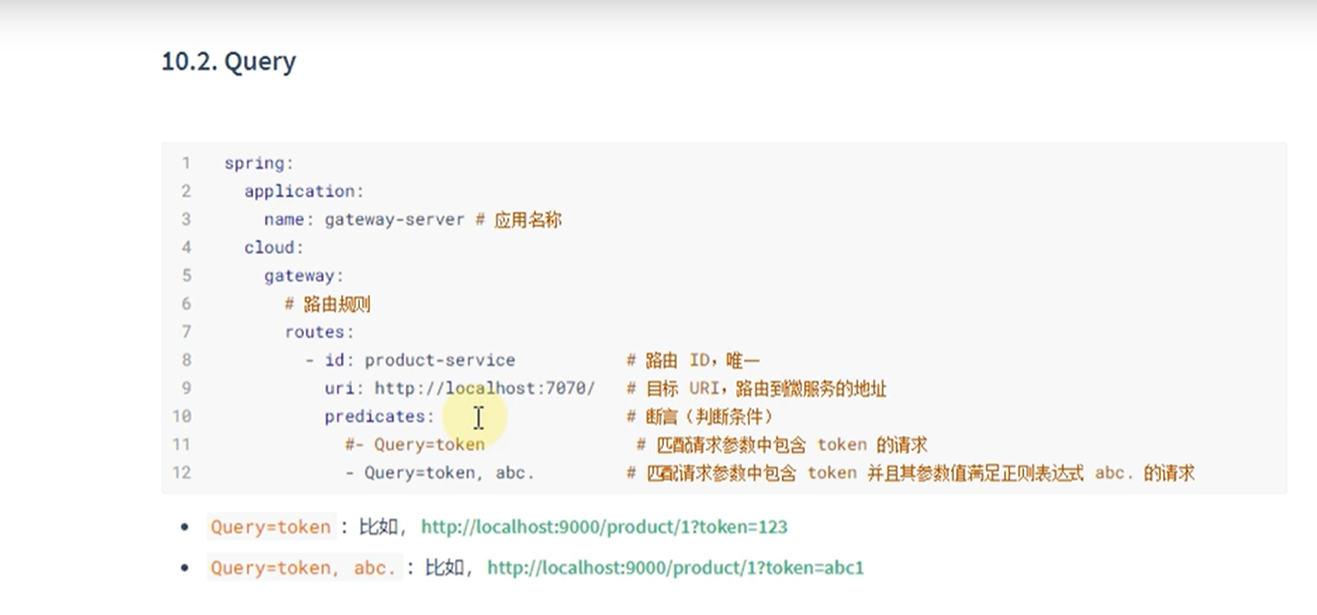 10.2. Query
1 spring:
2 application:
3 name: gateway-server # 应用名称
4 cloud:
5 gateway:
6 # 路由规则
7 routes:
8 - id: product-service # 路由 ID，唯一
9 uri: http://localhost:7070/ # 目标 URI，路由到微服务的地址
10 predicates: # 断言（判断条件）
11 #- Query=token # 匹配请求参数中包含 token 的请求
12 - Query=token, abc. # 匹配请求参数中包含 token 并且其参数值满足正则表达式 abc. 的请求
• Query=token ：比如，http://localhost:9000/product/1?token=123
• Query=token, abc. ：比如，http://localhost:9000/product/1?token=abc1